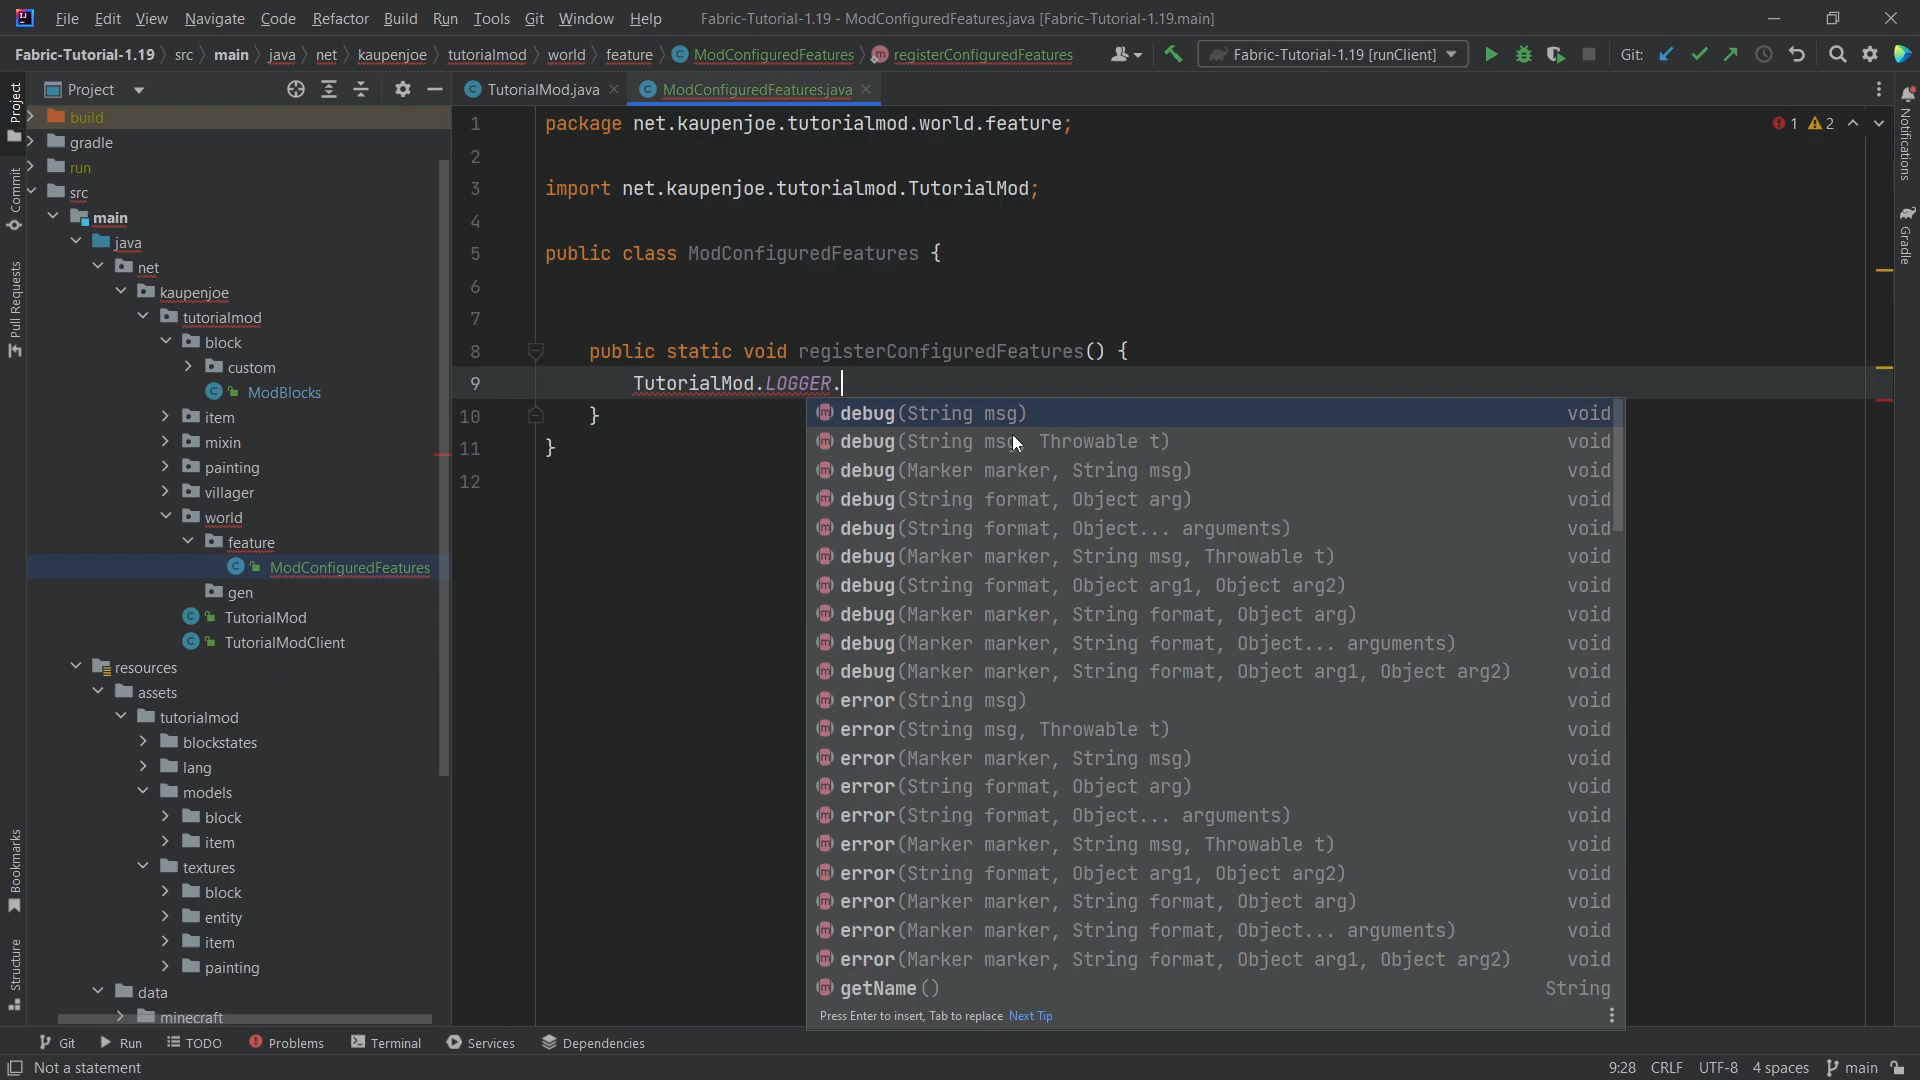 File Edit View Navigate Code Refactor Build Run Tools Git Window Help Fabric-Tutorial-1.19 - ModConfiguredFeatures.java [Fabric-Tutorial-1.19.main]
Fabric-Tutorial-1.19 src main java net kaupenjoe tutorialmod world feature ModConfiguredFeatures registerConfiguredFeatures Fabric-Tutorial-1.19 [runClient] Git:
Project
TutorialMod.java ModConfiguredFeatures.java
build
gradle
run
src
main
java
net
kaupenjoe
tutorialmod
block
custom
ModBlocks
item
mixin
painting
villager
world
feature
ModConfiguredFeatures
gen
TutorialMod
TutorialModClient
resources
assets
tutorialmod
blockstates
lang
models
block
item
textures
block
entity
item
painting
data
minecraft
Project
Commit
Pull Requests
Bookmarks
Structure
1 package net.kaupenjoe.tutorialmod.world.feature;
2
3 import net.kaupenjoe.tutorialmod.TutorialMod;
4
5 public class ModConfiguredFeatures {
6
7
8 public static void registerConfiguredFeatures() {
9 TutorialMod.LOGGER.
10 }
11 }
12
1 2
debug(String msg) void
debug(String msg, Throwable t) void
debug(Marker marker, String msg) void
debug(String format, Object arg) void
debug(String format, Object... arguments) void
debug(Marker marker, String msg, Throwable t) void
debug(String format, Object arg1, Object arg2) void
debug(Marker marker, String format, Object arg) void
debug(Marker marker, String format, Object... arguments) void
debug(Marker marker, String format, Object arg1, Object arg2) void
error(String msg) void
error(String msg, Throwable t) void
error(Marker marker, String msg) void
error(String format, Object arg) void
error(String format, Object... arguments) void
error(Marker marker, String msg, Throwable t) void
error(String format, Object arg1, Object arg2) void
error(Marker marker, String format, Object arg) void
error(Marker marker, String format, Object... arguments) void
error(Marker marker, String format, Object arg1, Object arg2) void
getName() String
Press Enter to insert, Tab to replace Next Tip
Notifications
Gradle
Git Run TODO Problems Terminal Services Dependencies
Not a statement 9:28 CRLF UTF-8 4 spaces main